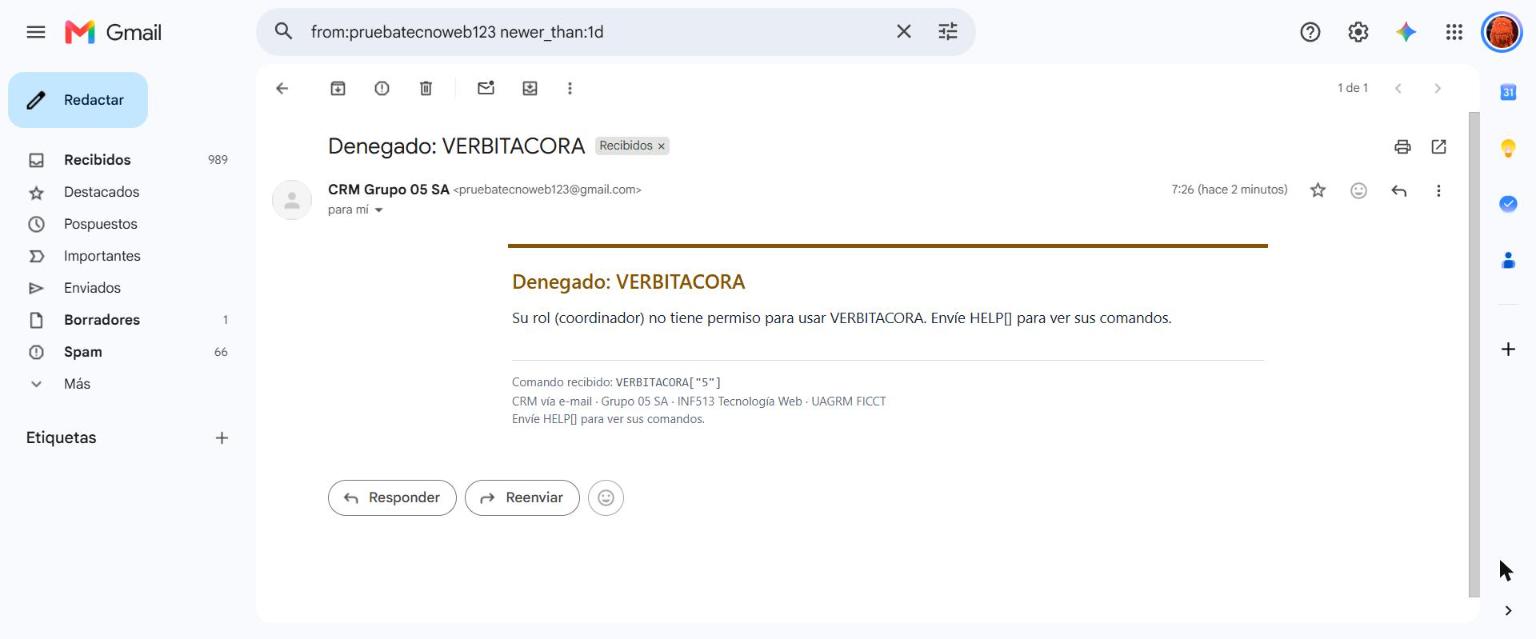 Gmail
from:pruebatecnoweb123 newer_than:1d
Redactar
1 de 1
31
Denegado: VERBITACORA
Recibidos ×
Recibidos 989
Destacados
Pospuestos
Importantes
Enviados
Borradores 1
Spam 66
Más
Etiquetas
CRM Grupo 05 SA <pruebatecnoweb123@gmail.com>
7:26 (hace 2 minutos)
para mí
Denegado: VERBITACORA
Su rol (coordinador) no tiene permiso para usar VERBITACORA. Envíe HELP[] para ver sus comandos.
Comando recibido: VERBITACORA["5"]
CRM vía e-mail · Grupo 05 SA · INF513 Tecnología Web · UAGRM FICCT
Envíe HELP[] para ver sus comandos.
Responder
Reenviar